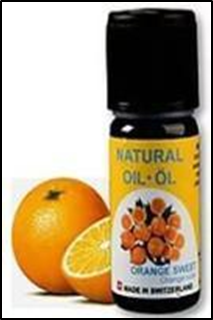 NATURAL
OIL • ÖL
ORANGE SWEET
MADE IN SWITZERLAND